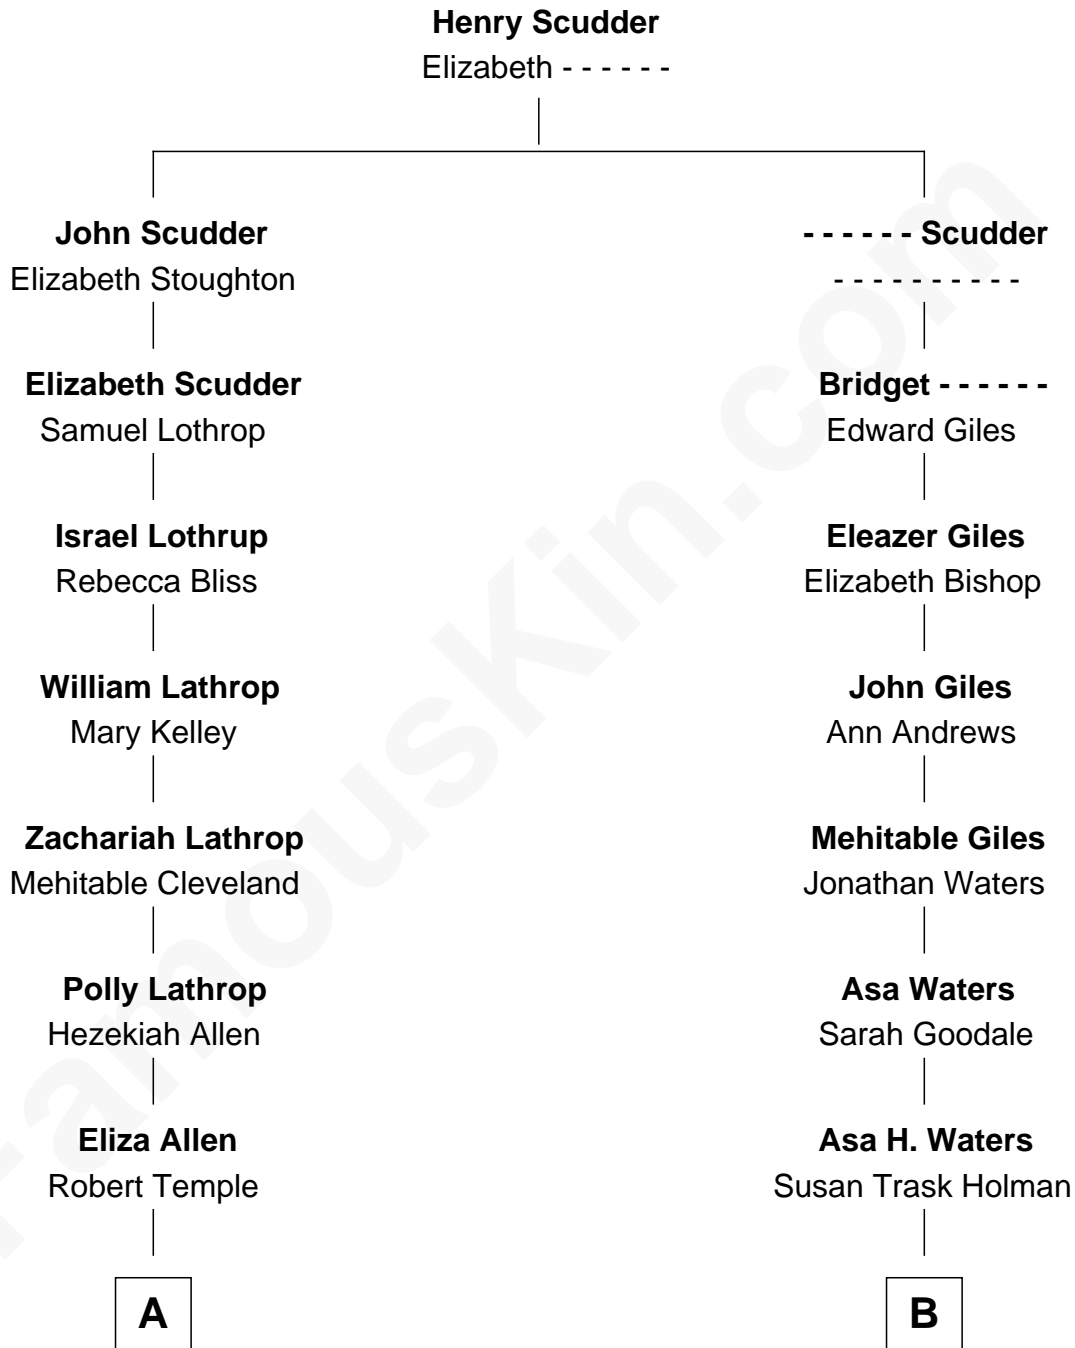 Henry Scudder
Elizabeth - - - - - -
John Scudder
Elizabeth Stoughton
- - - - - - Scudder
- - - - - - - - - -
Elizabeth Scudder
Samuel Lothrop
Bridget - - - - - -
Edward Giles
Israel Lothrup
Rebecca Bliss
Eleazer Giles
Elizabeth Bishop
William Lathrop
Mary Kelley
John Giles
Ann Andrews
Zachariah Lathrop
Mehitable Cleveland
Mehitable Giles
Jonathan Waters
Polly Lathrop
Hezekiah Allen
Asa Waters
Sarah Goodale
Eliza Allen
Robert Temple
Asa H. Waters
Susan Trask Holman
A
B
FamousKin.com